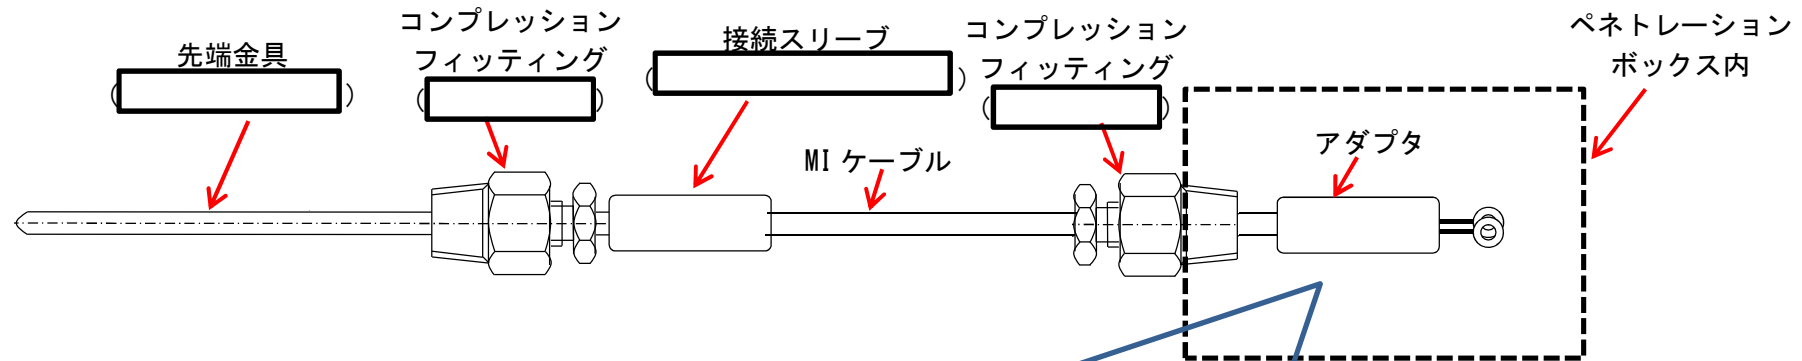 先端金具
コンプレッション
フィッティング
接続スリーブ
コンプレッション
フィッティング
ペネトレーション
ボックス内
MI ケーブル
アダプタ